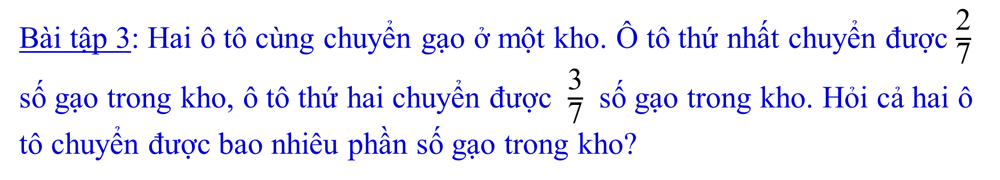 Bài tập 3: Hai ô tô cùng chuyển gạo ở một kho. Ô tô thứ nhất chuyển được 2/7
số gạo trong kho, ô tô thứ hai chuyển được 3/7 số gạo trong kho. Hỏi cả hai ô
tô chuyển được bao nhiêu phần số gạo trong kho?